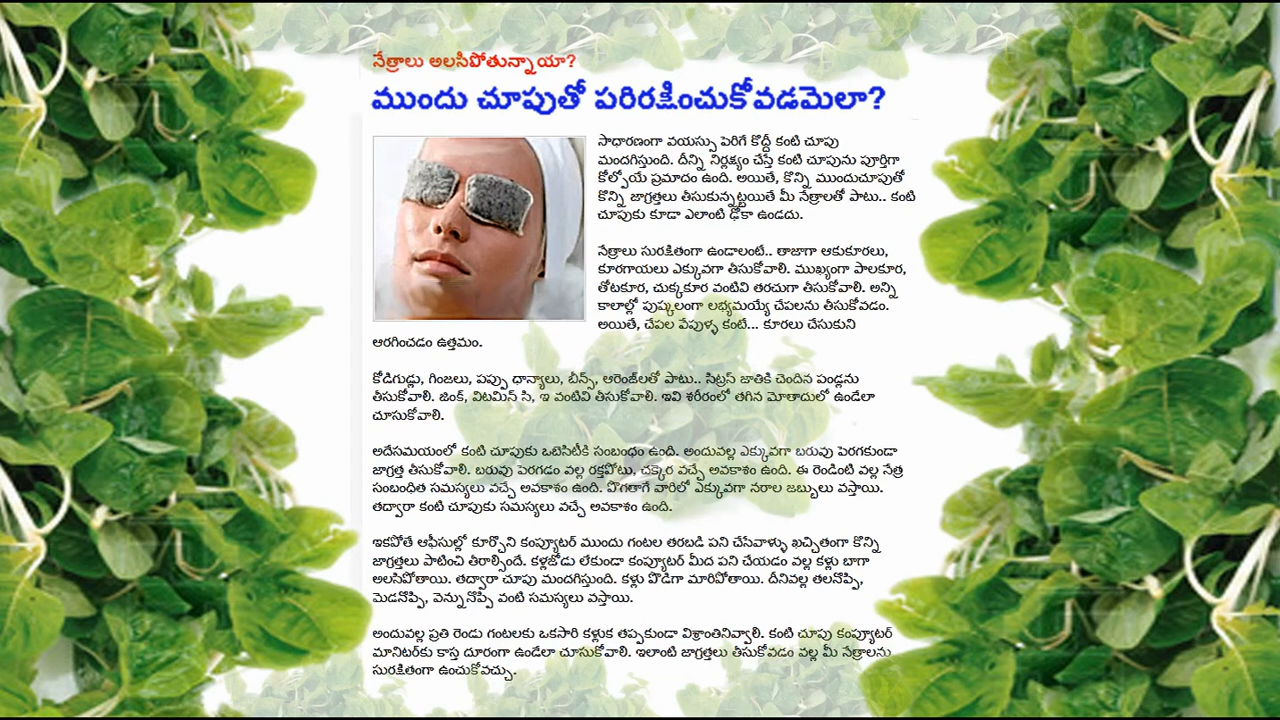 నేత్రాలు అలసిపోతున్నాయా?
ముందు చూపుతో పరిరక్షించుకోవడమెలా?
సాధారణంగా వయస్సు పెరిగే కొద్దీ కంటి చూపు
మందగిస్తుంది. దీన్ని నిర్లక్ష్యం చేస్తే కంటి చూపును పూర్తిగా
కోల్పోయే ప్రమాదం ఉంది. అయితే, కొన్ని ముందుచూపుతో
కొన్ని జాగ్రత్తలు తీసుకున్నట్టయితే మీ నేత్రాలతో పాటు.. కంటి
చూపుకు కూడా ఎలాంటి ఢోకా ఉండదు.
నేత్రాలు సురక్షితంగా ఉండాలంటే.. తాజాగా ఆకుకూరలు,
కూరగాయలు ఎక్కువగా తీసుకోవాలి. ముఖ్యంగా పాలకూర,
తోటకూర, చుక్కకూర వంటివి తరచుగా తీసుకోవాలి. అన్ని
కాలాల్లో పుష్కలంగా లభ్యమయ్యే చేపలను తీసుకోవడం.
అయితే, చేపల వేపుళ్ళ కంటే... కూరలు చేసుకుని
ఆరగించడం ఉత్తమం.
కోడిగుడ్లు, గింజలు, పప్పు ధాన్యాలు, బీన్స్, ఆరెంజ్‌లతో పాటు.. సిట్రస్ జాతికి చెందిన పండ్లను
తీసుకోవాలి. జింక్, విటమిన్ సి, ఇ వంటివి తీసుకోవాలి. ఇవి శరీరంలో తగిన మోతాదులో ఉండేలా
చూసుకోవాలి.
అదేసమయంలో కంటి చూపుకు ఒబెసిటీకి సంబంధం ఉంది. అందువల్ల ఎక్కువగా బరువు పెరగకుండా
జాగ్రత్త తీసుకోవాలి. బరువు పెరగడం వల్ల రక్తపోటు, చక్కెర వచ్చే అవకాశం ఉంది. ఈ రెండింటి వల్ల నేత్ర
సంబంధిత సమస్యలు వచ్చే అవకాశం ఉంది. పొగతాగే వారిలో ఎక్కువగా నరాల జబ్బులు వస్తాయి.
తద్వారా కంటి చూపుకు సమస్యలు వచ్చే అవకాశం ఉంది.
ఇకపోతే ఆఫీసుల్లో కూర్చొని కంప్యూటర్ ముందు గంటల తరబడి పని చేసేవాళ్ళు ఖచ్చితంగా కొన్ని
జాగ్రత్తలు పాటించి తీరాల్సిందే. కళ్లజోడు లేకుండా కంప్యూటర్ మీద పని చేయడం వల్ల కళ్లు బాగా
అలసిపోతాయి. తద్వారా చూపు మందగిస్తుంది. కళ్లు పొడిగా మారిపోతాయి. దీనివల్ల తలనొప్పి,
మెడనొప్పి, వెన్నునొప్పి వంటి సమస్యలు వస్తాయి.
అందువల్ల ప్రతి రెండు గంటలకు ఒకసారి కళ్లుక తప్పకుండా విశ్రాంతినివ్వాలి. కంటి చూపు కంప్యూటర్
మానిటర్‌కు కాస్త దూరంగా ఉండేలా చూసుకోవాలి. ఇలాంటి జాగ్రత్తలు తీసుకోవడం వల్ల మీ నేత్రాలను
సురక్షితంగా ఉంచుకోవచ్చు.